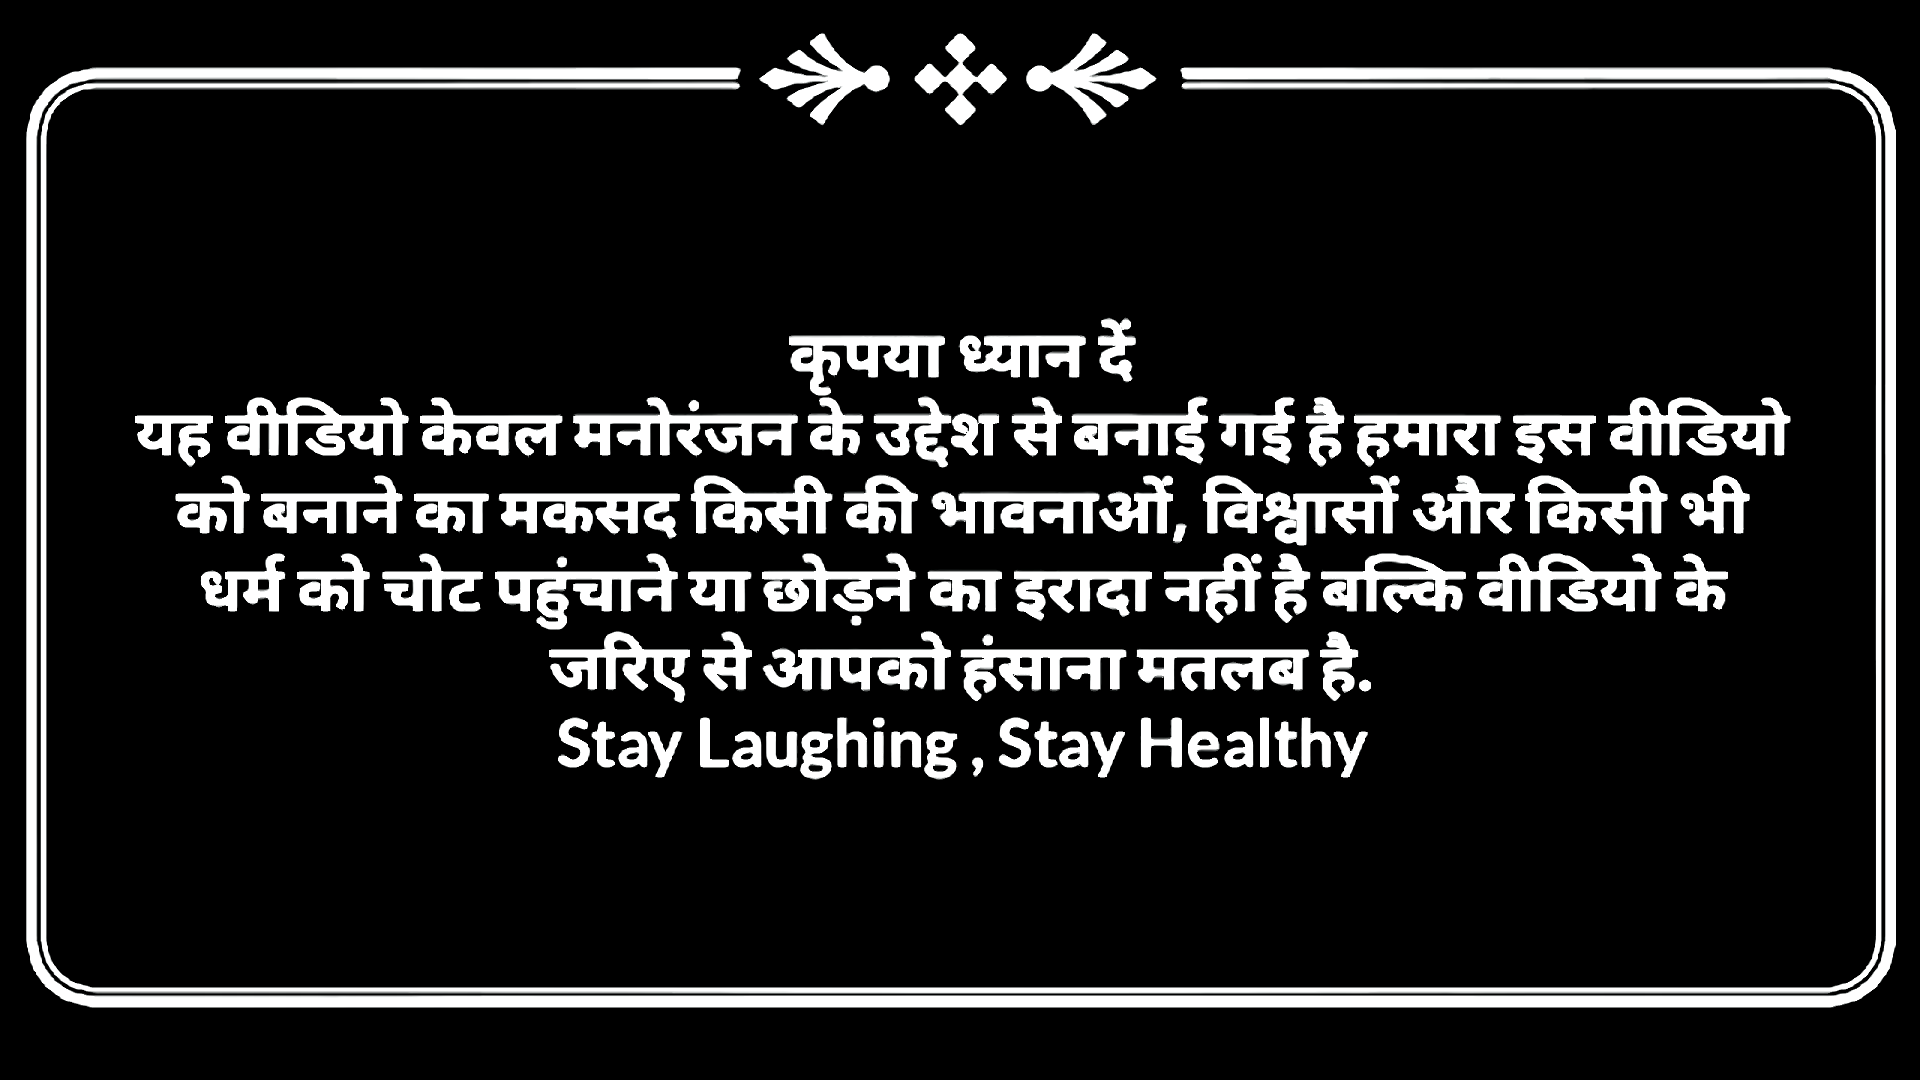 कृपया ध्यान दें
यह वीडियो केवल मनोरंजन के उद्देश से बनाई गई है हमारा इस वीडियो
को बनाने का मकसद किसी की भावनाओं, विश्वासों और किसी भी
धर्म को चोट पहुंचाने या छोड़ने का इरादा नहीं है बल्कि वीडियो के
जरिए से आपको हंसाना मतलब है.
Stay Laughing , Stay Healthy